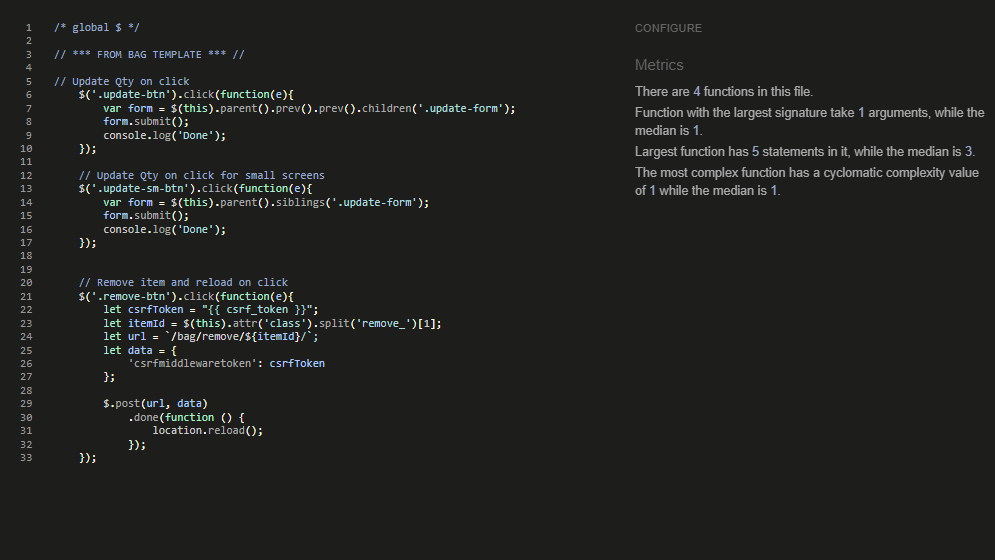 1 /* global $ */
2
3 // *** FROM BAG TEMPLATE *** //
4
5 // Update Qty on click
6 $('.update-btn').click(function(e){
7 var form = $(this).parent().prev().prev().children('.update-form');
8 form.submit();
9 console.log('Done');
10 });
11
12 // Update Qty on click for small screens
13 $('.update-sm-btn').click(function(e){
14 var form = $(this).parent().siblings('.update-form');
15 form.submit();
16 console.log('Done');
17 });
18
19
20 // Remove item and reload on click
21 $('.remove-btn').click(function(e){
22 let csrfToken = "{{ csrf_token }}";
23 let itemId = $(this).attr('class').split('remove_')[1];
24 let url = `/bag/remove/${itemId}/`;
25 let data = {
26 'csrfmiddlewaretoken': csrfToken
27 };
28
29 $.post(url, data)
30 .done(function () {
31 location.reload();
32 });
33 });
CONFIGURE
Metrics
There are 4 functions in this file.
Function with the largest signature take 1 arguments, while the
median is 1.
Largest function has 5 statements in it, while the median is 3.
The most complex function has a cyclomatic complexity value
of 1 while the median is 1.